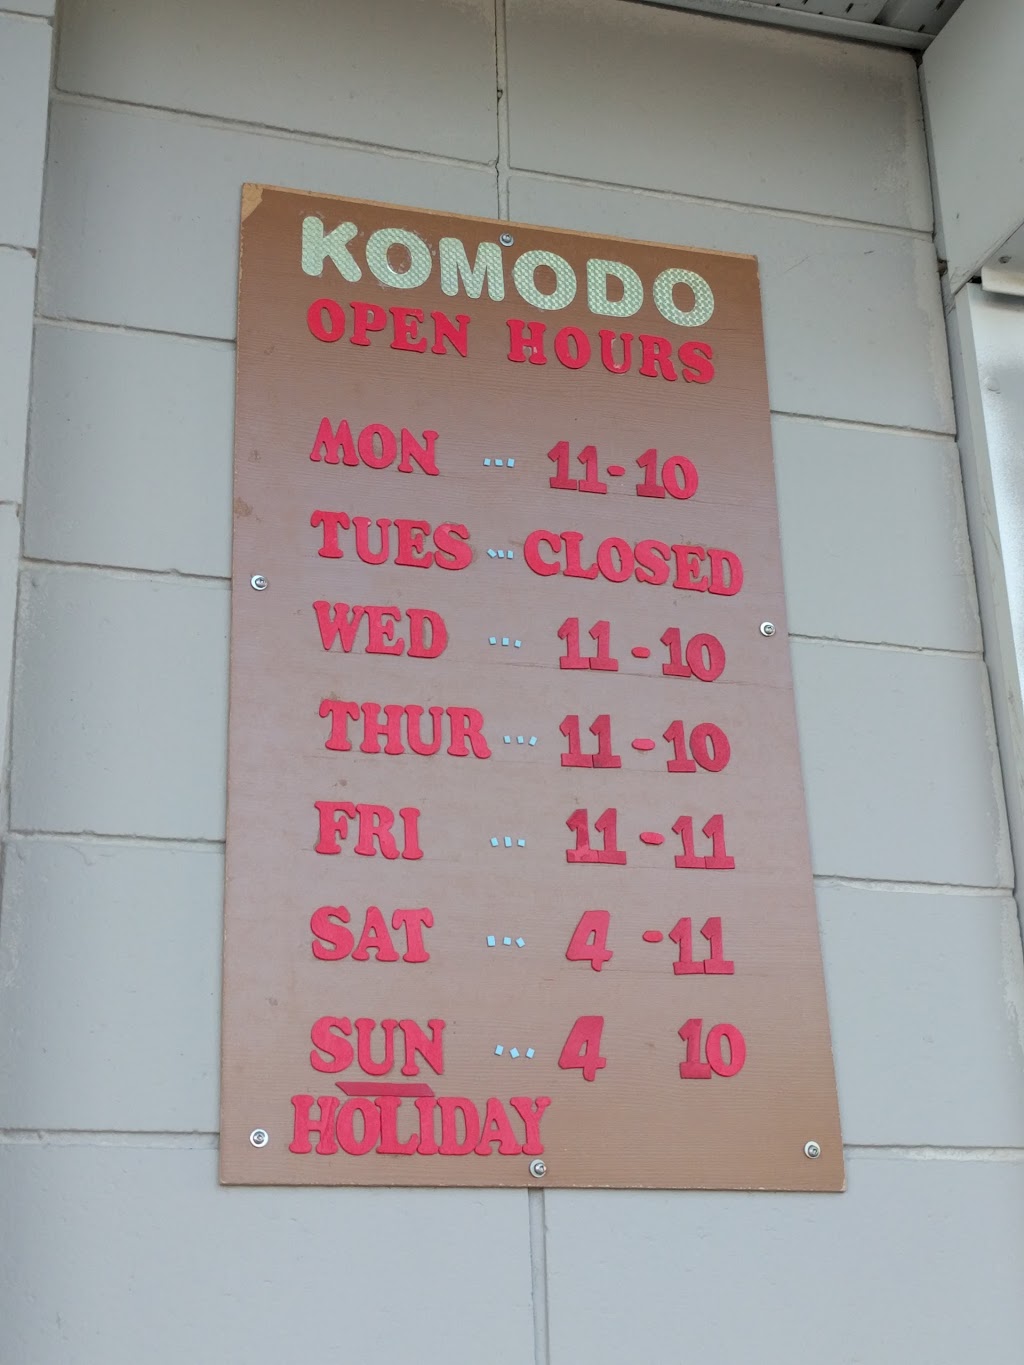 KOMODO
OPEN HOURS
MON ... 11-10
TUES ... CLOSED
WED ... 11-10
THUR ... 11-10
FRI ... 11-11
SAT ... 4-11
SUN ... 4 10
HOLIDAY